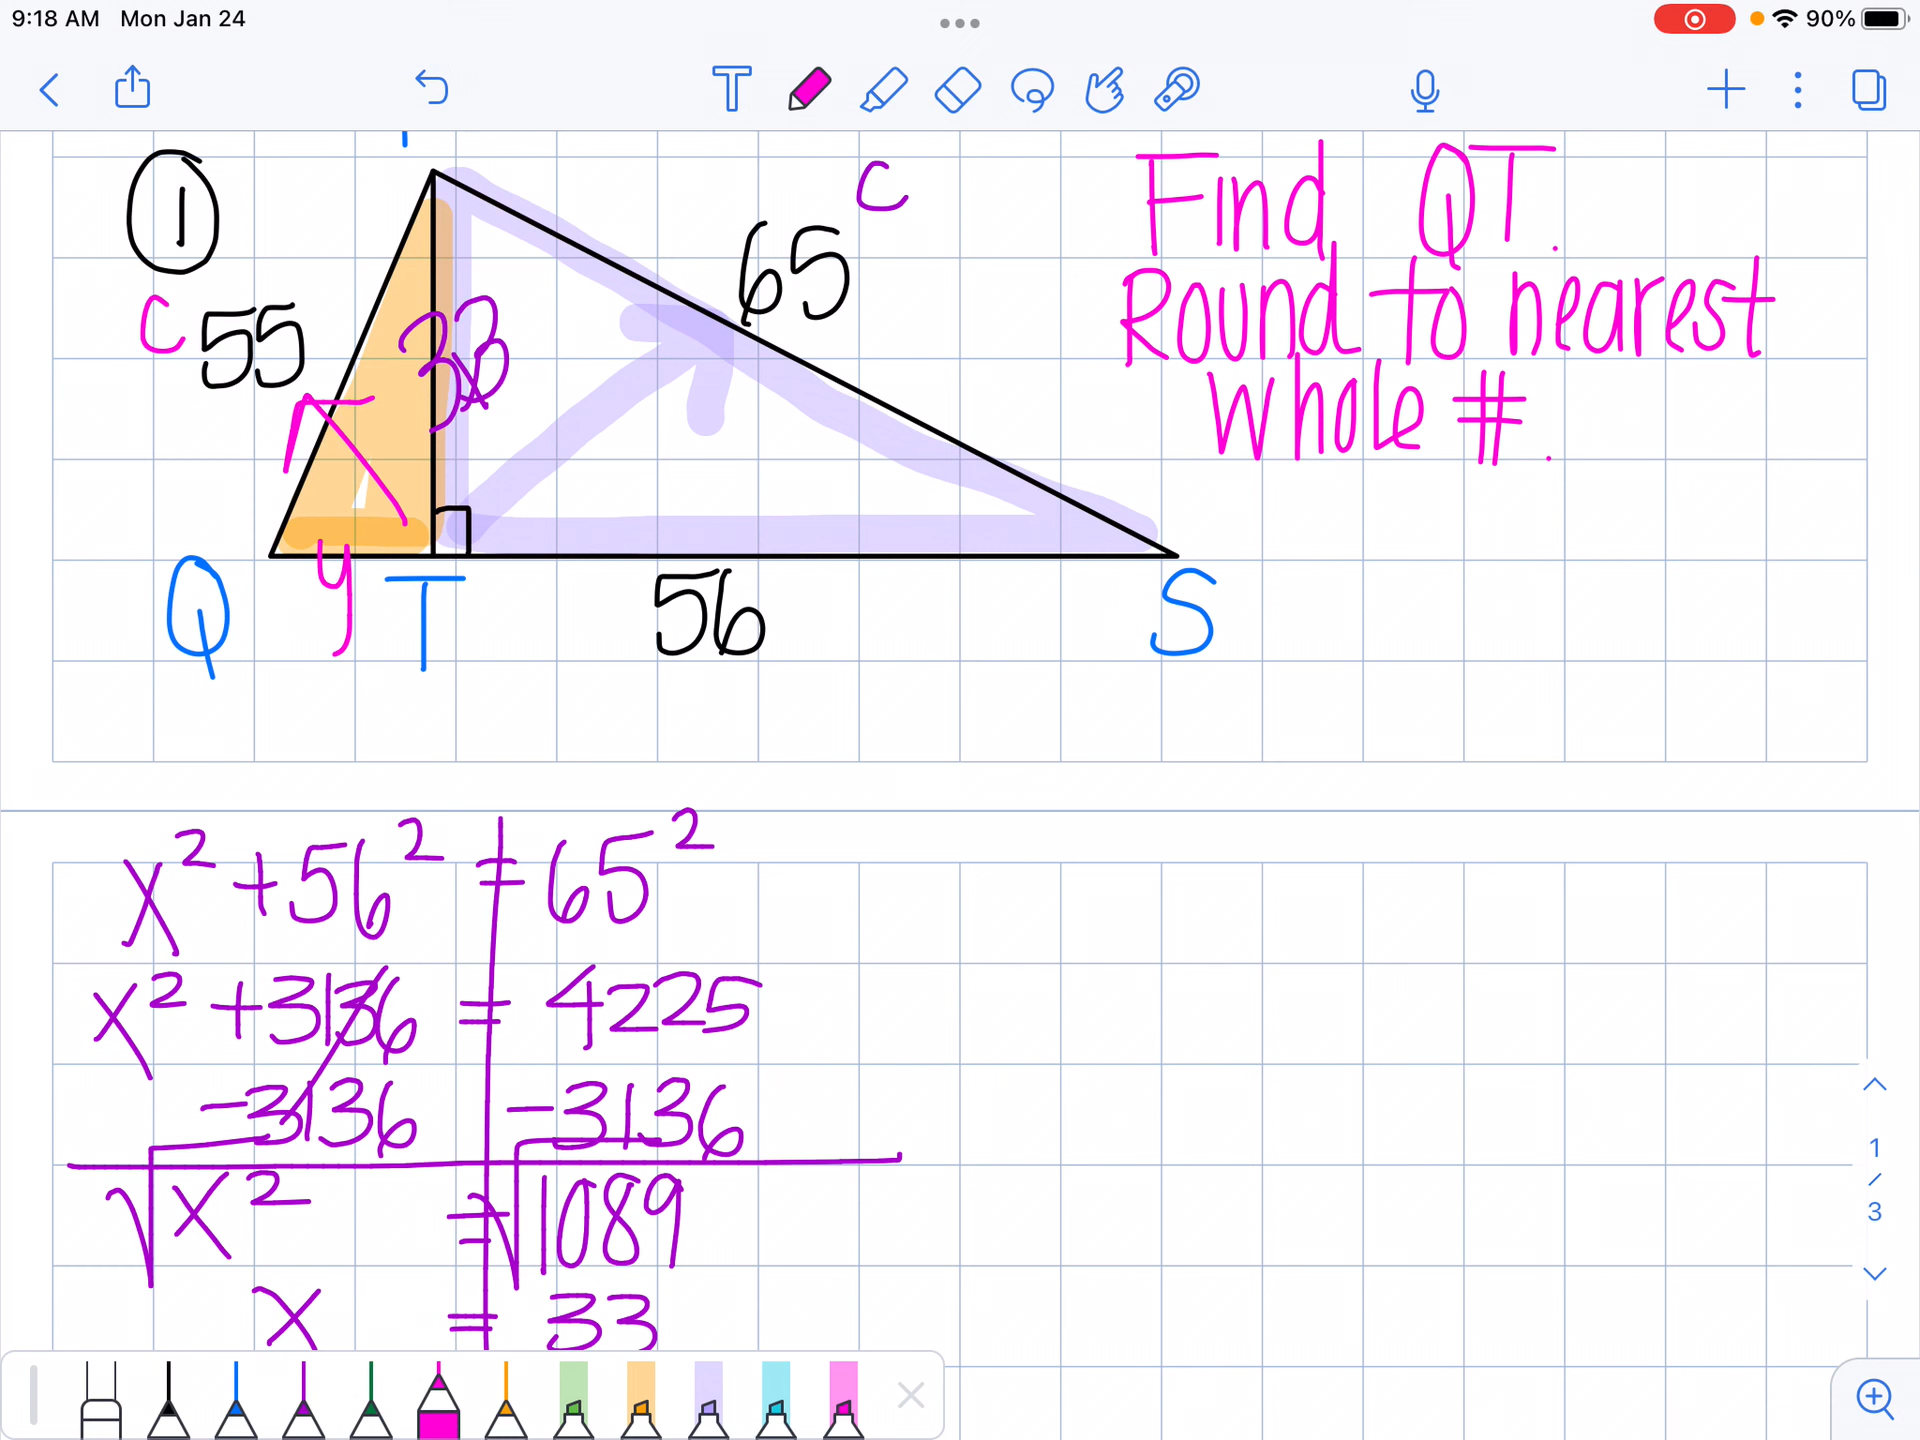 9:18 AM Mon Jan 24
90%
1
C
65
Find QT.
Round to nearest
whole #.
C 55
33
x
Q
y
T
56
S
x² + 56² = 65²
x² + 3136 = 4225
-3136 -3136
√x² = √1089
x = 33
1
/
3